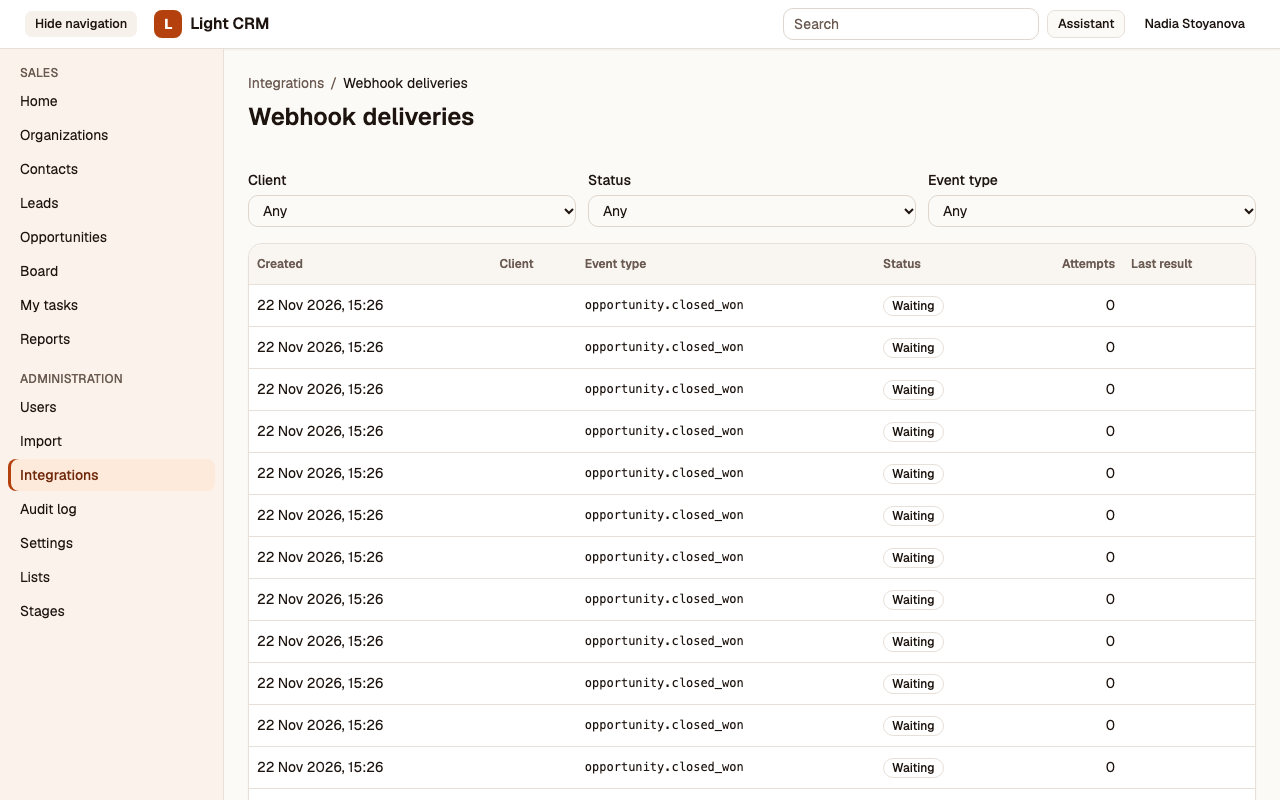 Hide navigation
L
Light CRM
Search
Assistant
Nadia Stoyanova
SALES
Home
Organizations
Contacts
Leads
Opportunities
Board
My tasks
Reports
ADMINISTRATION
Users
Import
Integrations
Audit log
Settings
Lists
Stages
Integrations / Webhook deliveries
Webhook deliveries
Client Status Event type
Any Any Any
Created Client Event type Status Attempts Last result
22 Nov 2026, 15:26 opportunity.closed_won Waiting 0
22 Nov 2026, 15:26 opportunity.closed_won Waiting 0
22 Nov 2026, 15:26 opportunity.closed_won Waiting 0
22 Nov 2026, 15:26 opportunity.closed_won Waiting 0
22 Nov 2026, 15:26 opportunity.closed_won Waiting 0
22 Nov 2026, 15:26 opportunity.closed_won Waiting 0
22 Nov 2026, 15:26 opportunity.closed_won Waiting 0
22 Nov 2026, 15:26 opportunity.closed_won Waiting 0
22 Nov 2026, 15:26 opportunity.closed_won Waiting 0
22 Nov 2026, 15:26 opportunity.closed_won Waiting 0
22 Nov 2026, 15:26 opportunity.closed_won Waiting 0
22 Nov 2026, 15:26 opportunity.closed_won Waiting 0